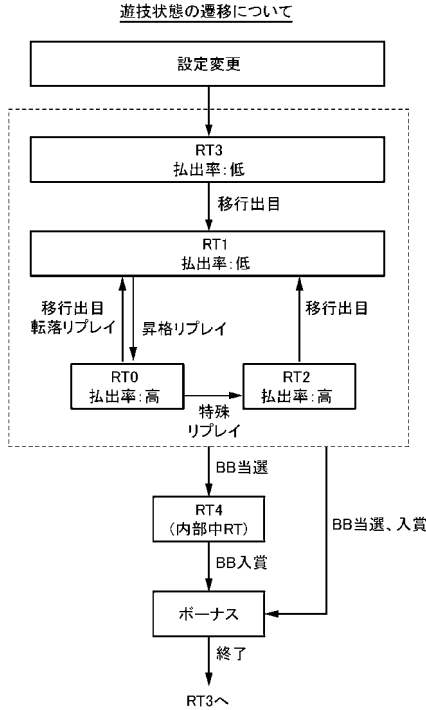 遊技状態の遷移について
設定変更
RT3
払出率:低
移行出目
RT1
払出率:低
移行出目
転落リプレイ
昇格リプレイ
移行出目
RT0
払出率:高
特殊
リプレイ
RT2
払出率:高
BB当選
RT4
(内部中RT)
BB当選、入賞
BB入賞
ボーナス
終了
RT3へ